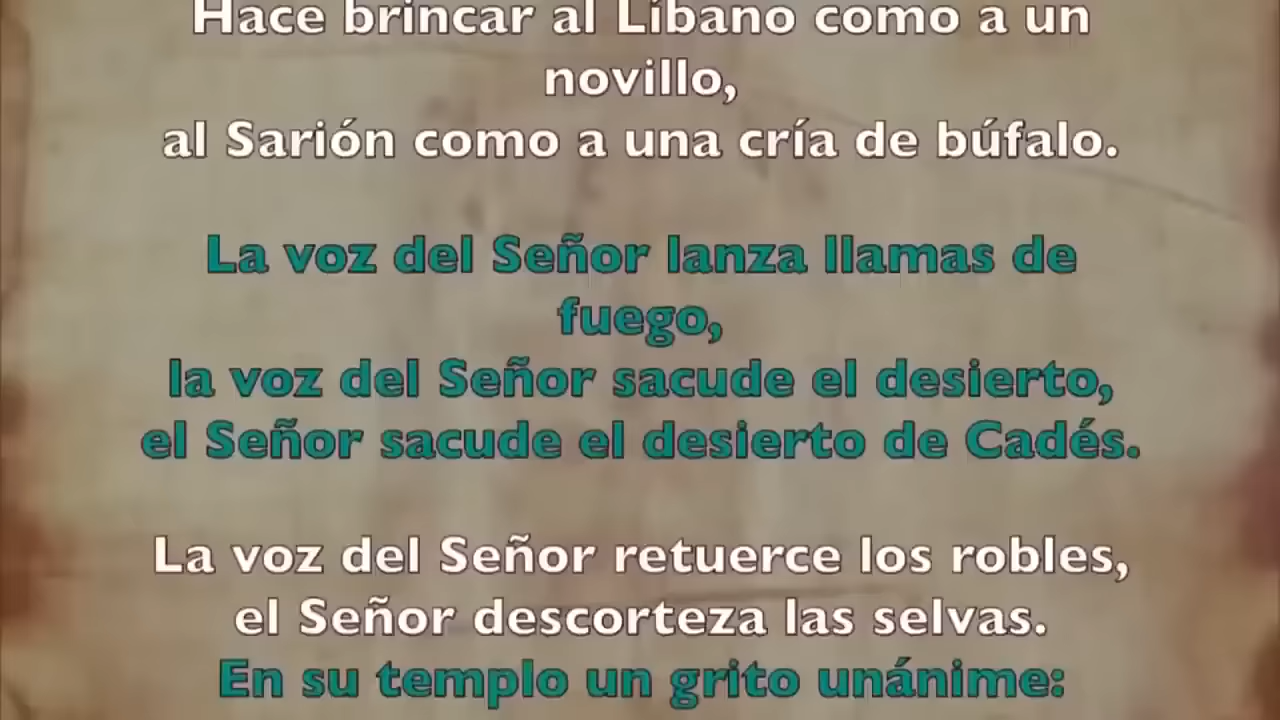 Hace brincar al Líbano como a un
novillo,
al Sarión como a una cría de búfalo.
La voz del Señor lanza llamas de
fuego,
la voz del Señor sacude el desierto,
el Señor sacude el desierto de Cadés.
La voz del Señor retuerce los robles,
el Señor descorteza las selvas.
En su templo un grito unánime: